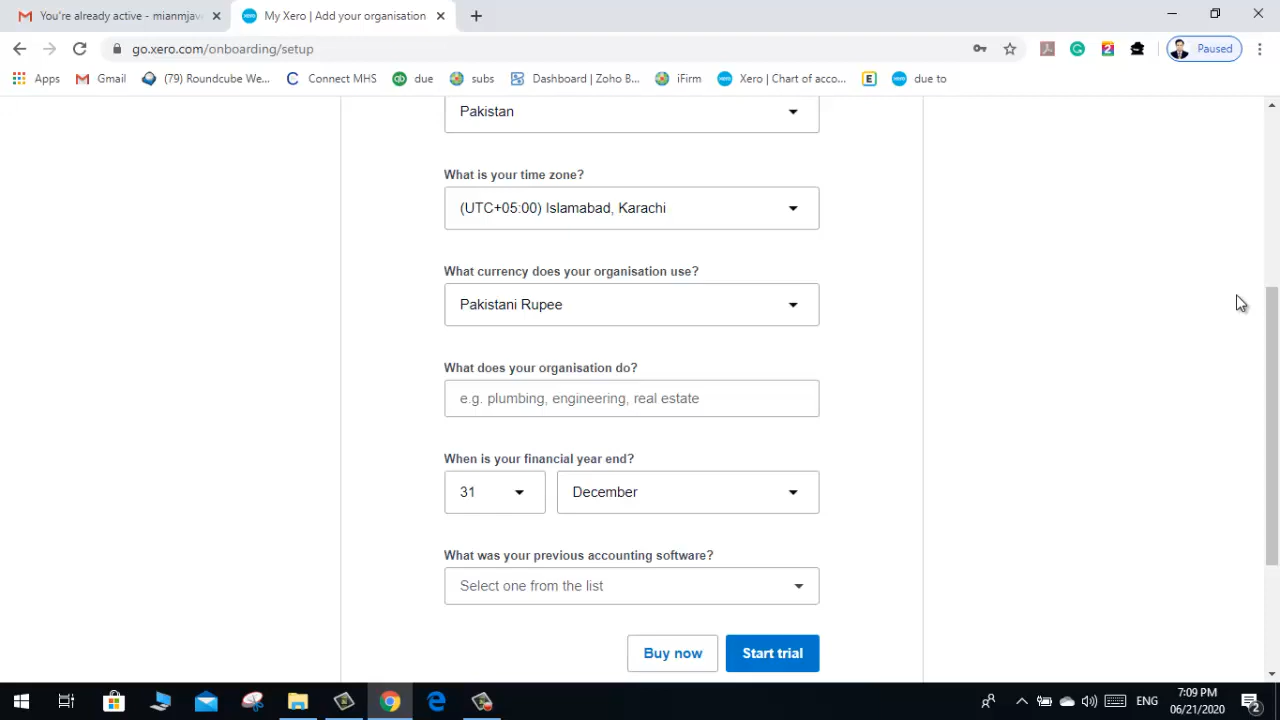 You're already active - mianmjav
My Xero | Add your organisation
go.xero.com/onboarding/setup
Paused
Apps
Gmail
(79) Roundcube We...
Connect MHS
due
subs
Dashboard | Zoho B...
iFirm
Xero | Chart of acco...
due to
Pakistan
What is your time zone?
(UTC+05:00) Islamabad, Karachi
What currency does your organisation use?
Pakistani Rupee
What does your organisation do?
e.g. plumbing, engineering, real estate
When is your financial year end?
31
December
What was your previous accounting software?
Select one from the list
Buy now
Start trial
ENG
7:09 PM
06/21/2020
2